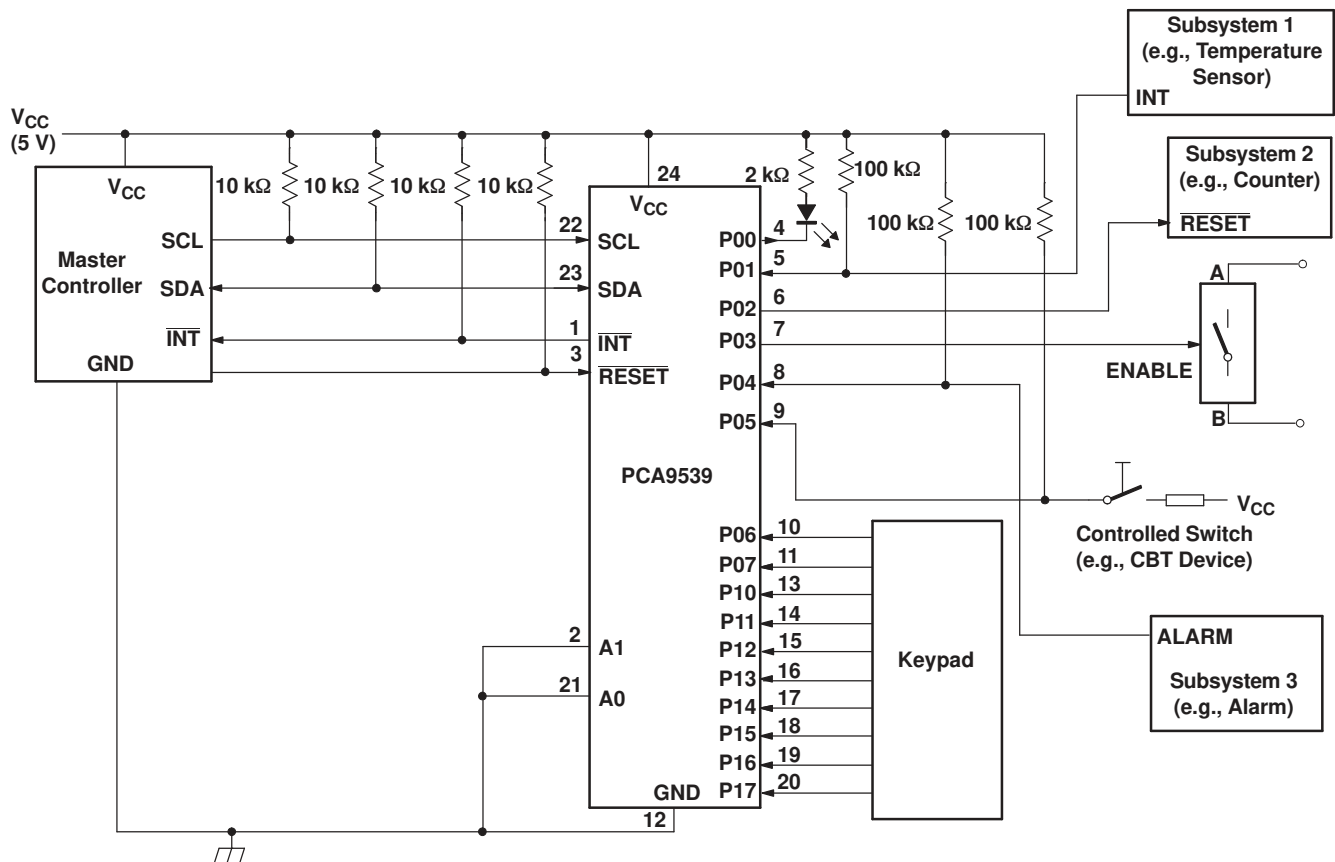 Subsystem 1
(e.g., Temperature
Sensor)
INT
VCC
(5 V)
Subsystem 2
(e.g., Counter)
RESET
VCC
10 kΩ
10 kΩ
10 kΩ
10 kΩ
24
VCC
2 kΩ
100 kΩ
100 kΩ
100 kΩ
Master
Controller
SCL
SDA
INT
GND
22
23
1
3
SCL
SDA
INT
RESET
P00
P01
P02
P03
P04
P05
4
5
6
7
8
9
A
ENABLE
B
PCA9539
VCC
Controlled Switch
(e.g., CBT Device)
P06
P07
P10
P11
P12
P13
P14
P15
P16
P17
10
11
13
14
15
16
17
18
19
20
Keypad
2
A1
21
A0
GND
12
ALARM
Subsystem 3
(e.g., Alarm)